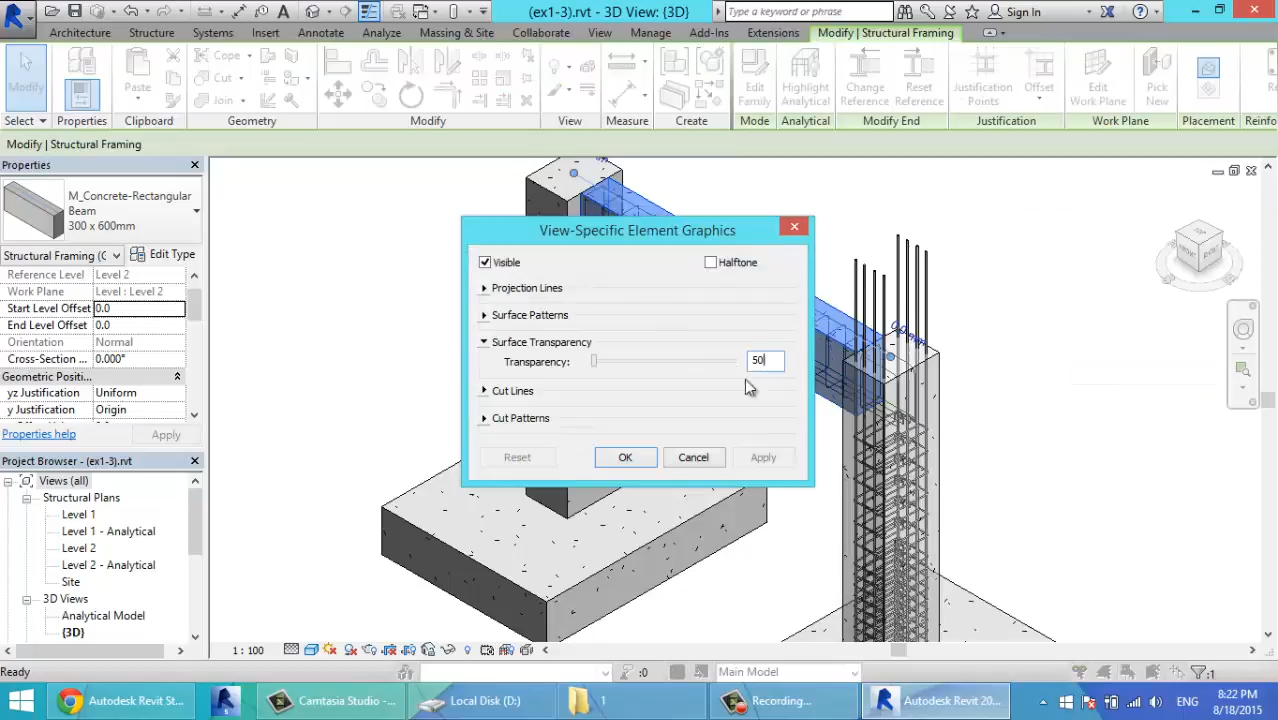 (ex1-3).rvt - 3D View: {3D}
Type a keyword or phrase
Sign In
Architecture
Structure
Systems
Insert
Annotate
Analyze
Massing & Site
Collaborate
View
Manage
Add-Ins
Extensions
Modify | Structural Framing
Modify
Paste
Cope
Cut
Join
Edit
Family
Highlight
Analytical
Change
Reference
Reset
Reference
Justification
Points
Offset
Edit
Work Plane
Pick
New
Select
Properties
Clipboard
Geometry
Modify
View
Measure
Create
Mode
Analytical
Modify End
Justification
Work Plane
Placement
Reinfo
Modify | Structural Framing
Properties
M_Concrete-Rectangular
Beam
300 x 600mm
Structural Framing (G
Edit Type
Reference Level Level 2
Work Plane Level : Level 2
Start Level Offset 0.0
End Level Offset 0.0
Orientation Normal
Cross-Section ... 0.000°
Geometric Positi...
yz Justification Uniform
y Justification Origin
Properties help
Apply
Project Browser - (ex1-3).rvt
Views (all)
Structural Plans
Level 1
Level 1 - Analytical
Level 2
Level 2 - Analytical
Site
3D Views
Analytical Model
{3D}
View-Specific Element Graphics
Visible
Halftone
Projection Lines
Surface Patterns
Surface Transparency
Transparency: 50
Cut Lines
Cut Patterns
Reset
OK
Cancel
Apply
TOP
1 : 100
Ready
:0
Main Model
:1
Autodesk Revit St...
Camtasia Studio -...
Local Disk (D:)
1
Recording...
Autodesk Revit 20...
ENG
8:22 PM
8/18/2015